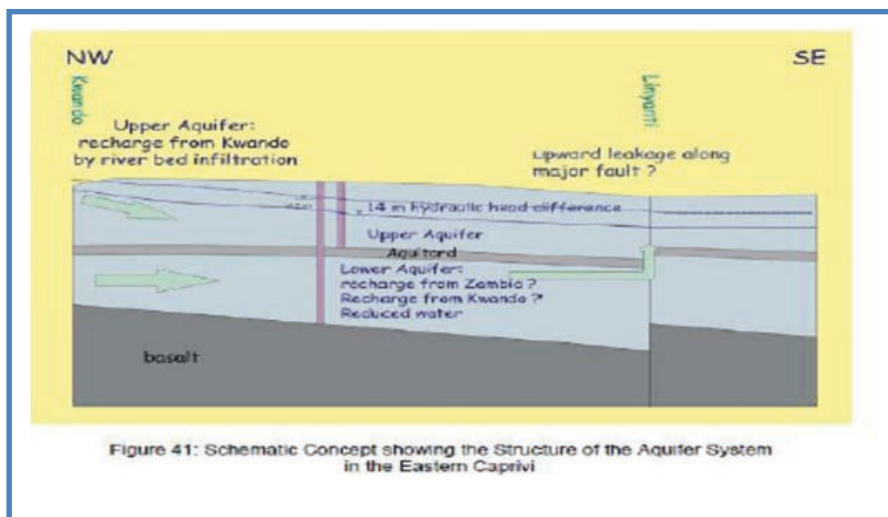 NW
SE
Kwando
Linyanti
Upper Aquifer:
recharge from Kwando
by river bed infiltration
upward leakage along
major fault ?
14 m hydraulic head difference
Upper Aquifer
Aquitard
Lower Aquifer:
recharge from Zambia ?
Recharge from Kwando ?
Reduced water
basalt
Figure 41: Schematic Concept showing the Structure of the Aquifer System
in the Eastern Caprivi